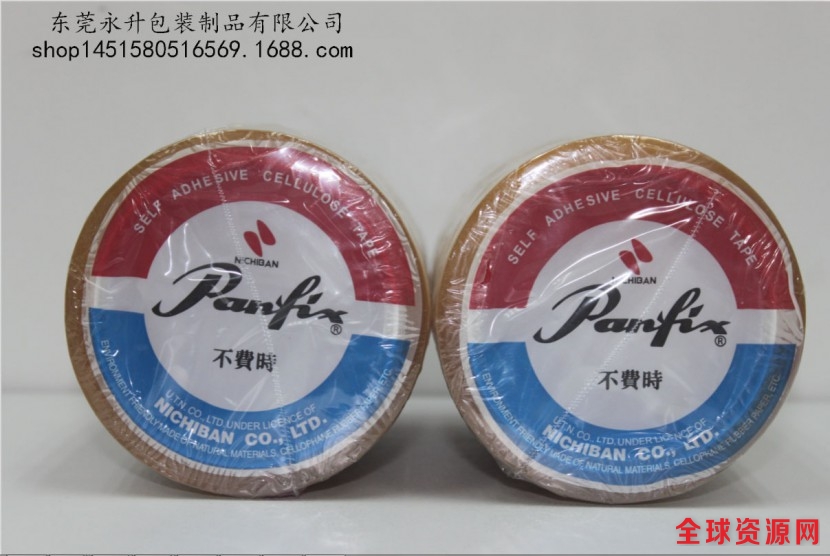 东莞永升包装制品有限公司
shop1451580516569.1688.com
SELF ADHESIVE CELLULOSE TAPE
NICHIBAN
Panfix®
不費時
U.T.N. CO., LTD. UNDER LICENCE OF
NICHIBAN CO., LTD.
ENVIRONMENT FRIENDLY MADE OF NATURAL MATERIALS, CELLOPHANE, RUBBER, PAPER, ETC.
SELF ADHESIVE CELLULOSE TAPE
NICHIBAN
Panfix®
不費時
U.T.N. CO., LTD. UNDER LICENCE OF
NICHIBAN CO., LTD.
ENVIRONMENT FRIENDLY MADE OF NATURAL MATERIALS, CELLOPHANE, RUBBER, PAPER, ETC.
全球资源网